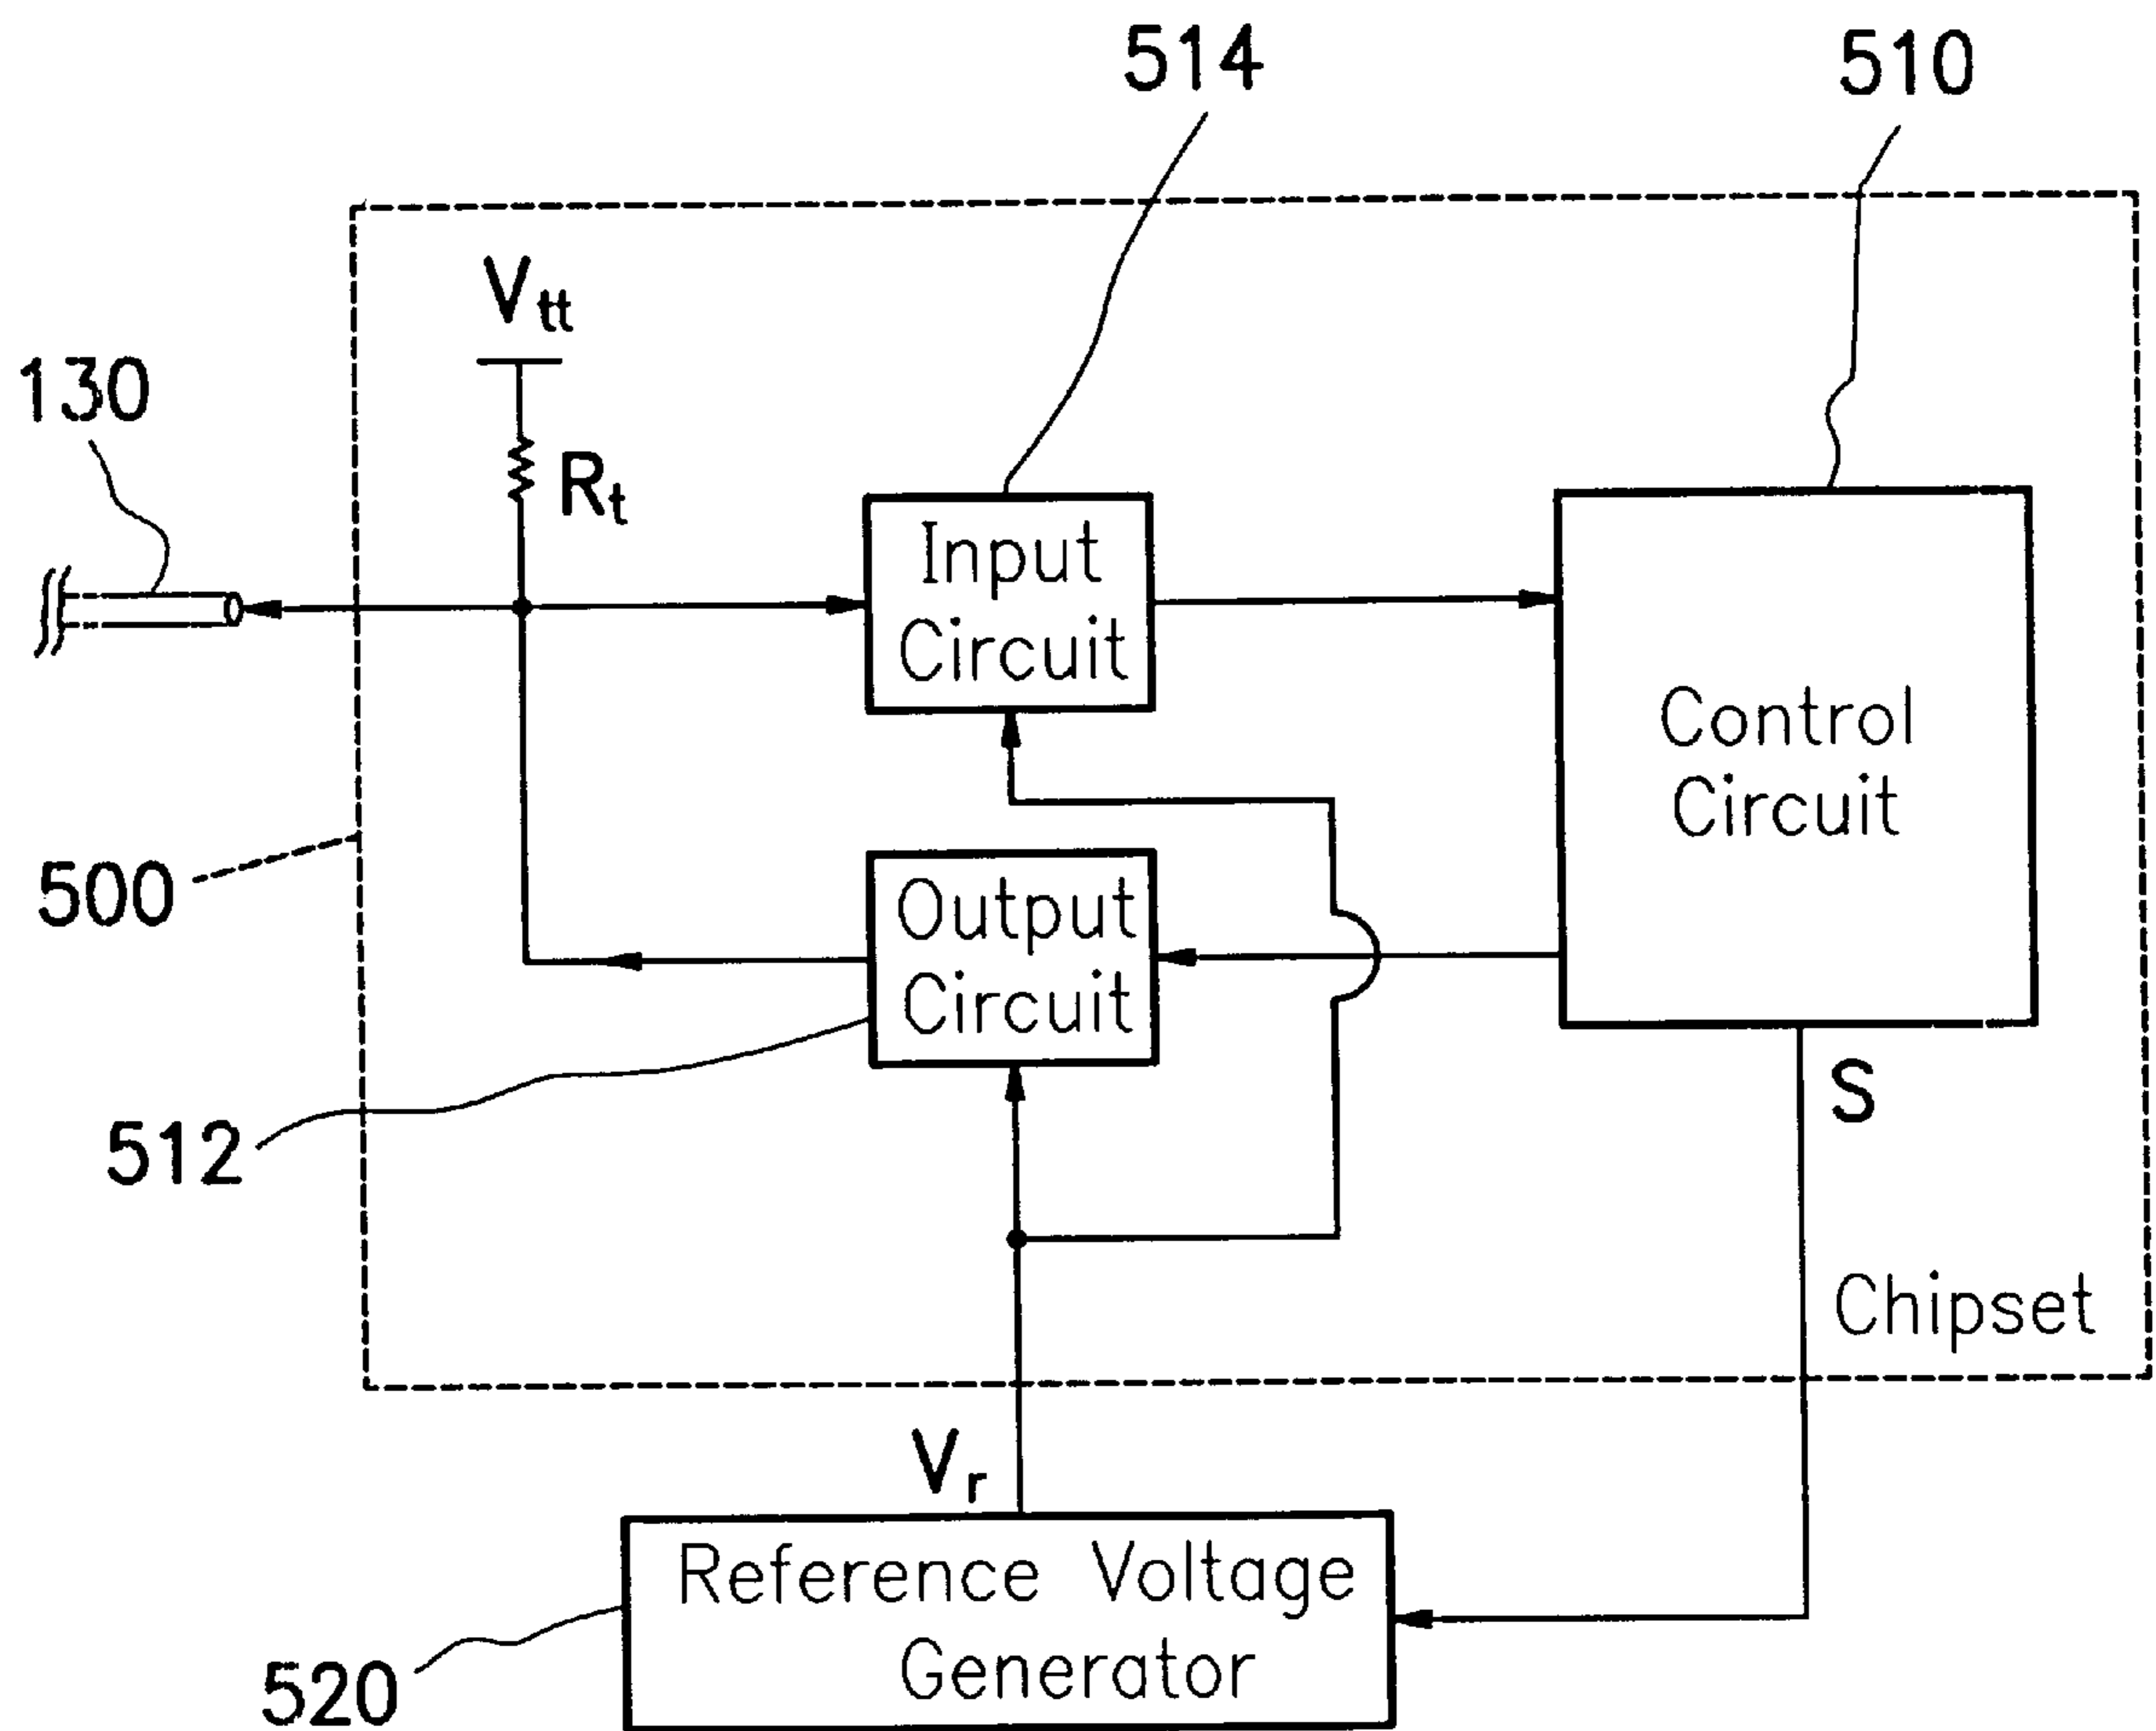 514
510
Vtt
130
Rt
Input
Circuit
Control
Circuit
500
Output
Circuit
S
512
Chipset
Vr
Reference Voltage
Generator
520